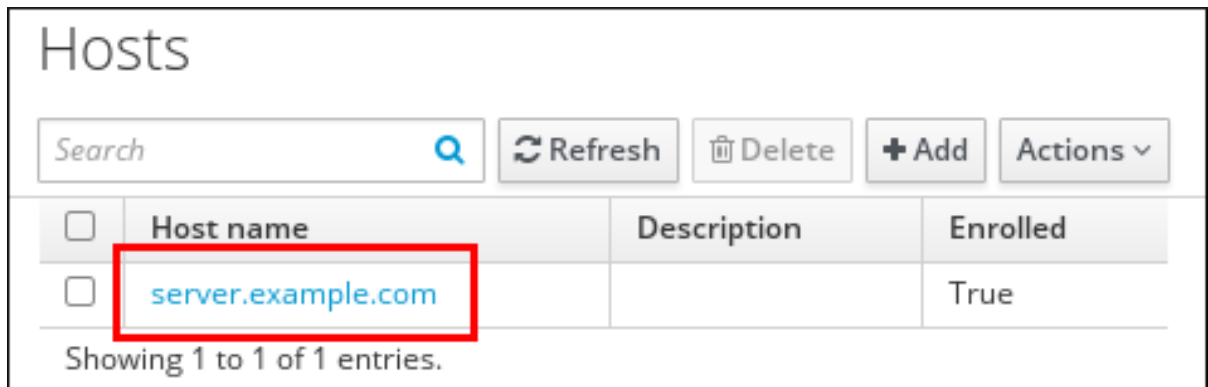 Hosts
Search Refresh Delete Add Actions
Host name Description Enrolled
server.example.com True
Showing 1 to 1 of 1 entries.